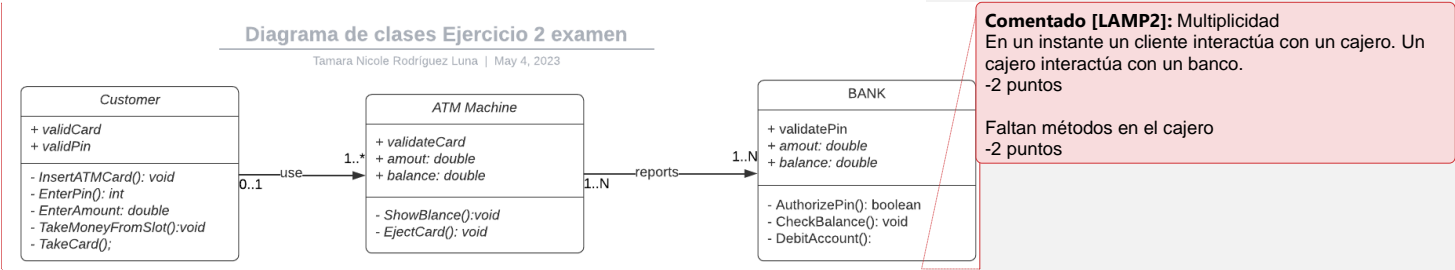 Diagrama de clases Ejercicio 2 examen
Tamara Nicole Rodríguez Luna | May 4, 2023
Customer
+ validCard
+ validPin
- InsertATMCard(): void
- EnterPin(): int
- EnterAmount: double
- TakeMoneyFromSlot():void
- TakeCard();
0..1
use
1..*
ATM Machine
+ validateCard
+ amout: double
+ balance: double
- ShowBlance():void
- EjectCard(): void
1..N
reports
1..N
BANK
+ validatePin
+ amout: double
+ balance: double
- AuthorizePin(): boolean
- CheckBalance(): void
- DebitAccount():
Comentado [LAMP2]: Multiplicidad
En un instante un cliente interactúa con un cajero. Un
cajero interactúa con un banco.
-2 puntos
Faltan métodos en el cajero
-2 puntos